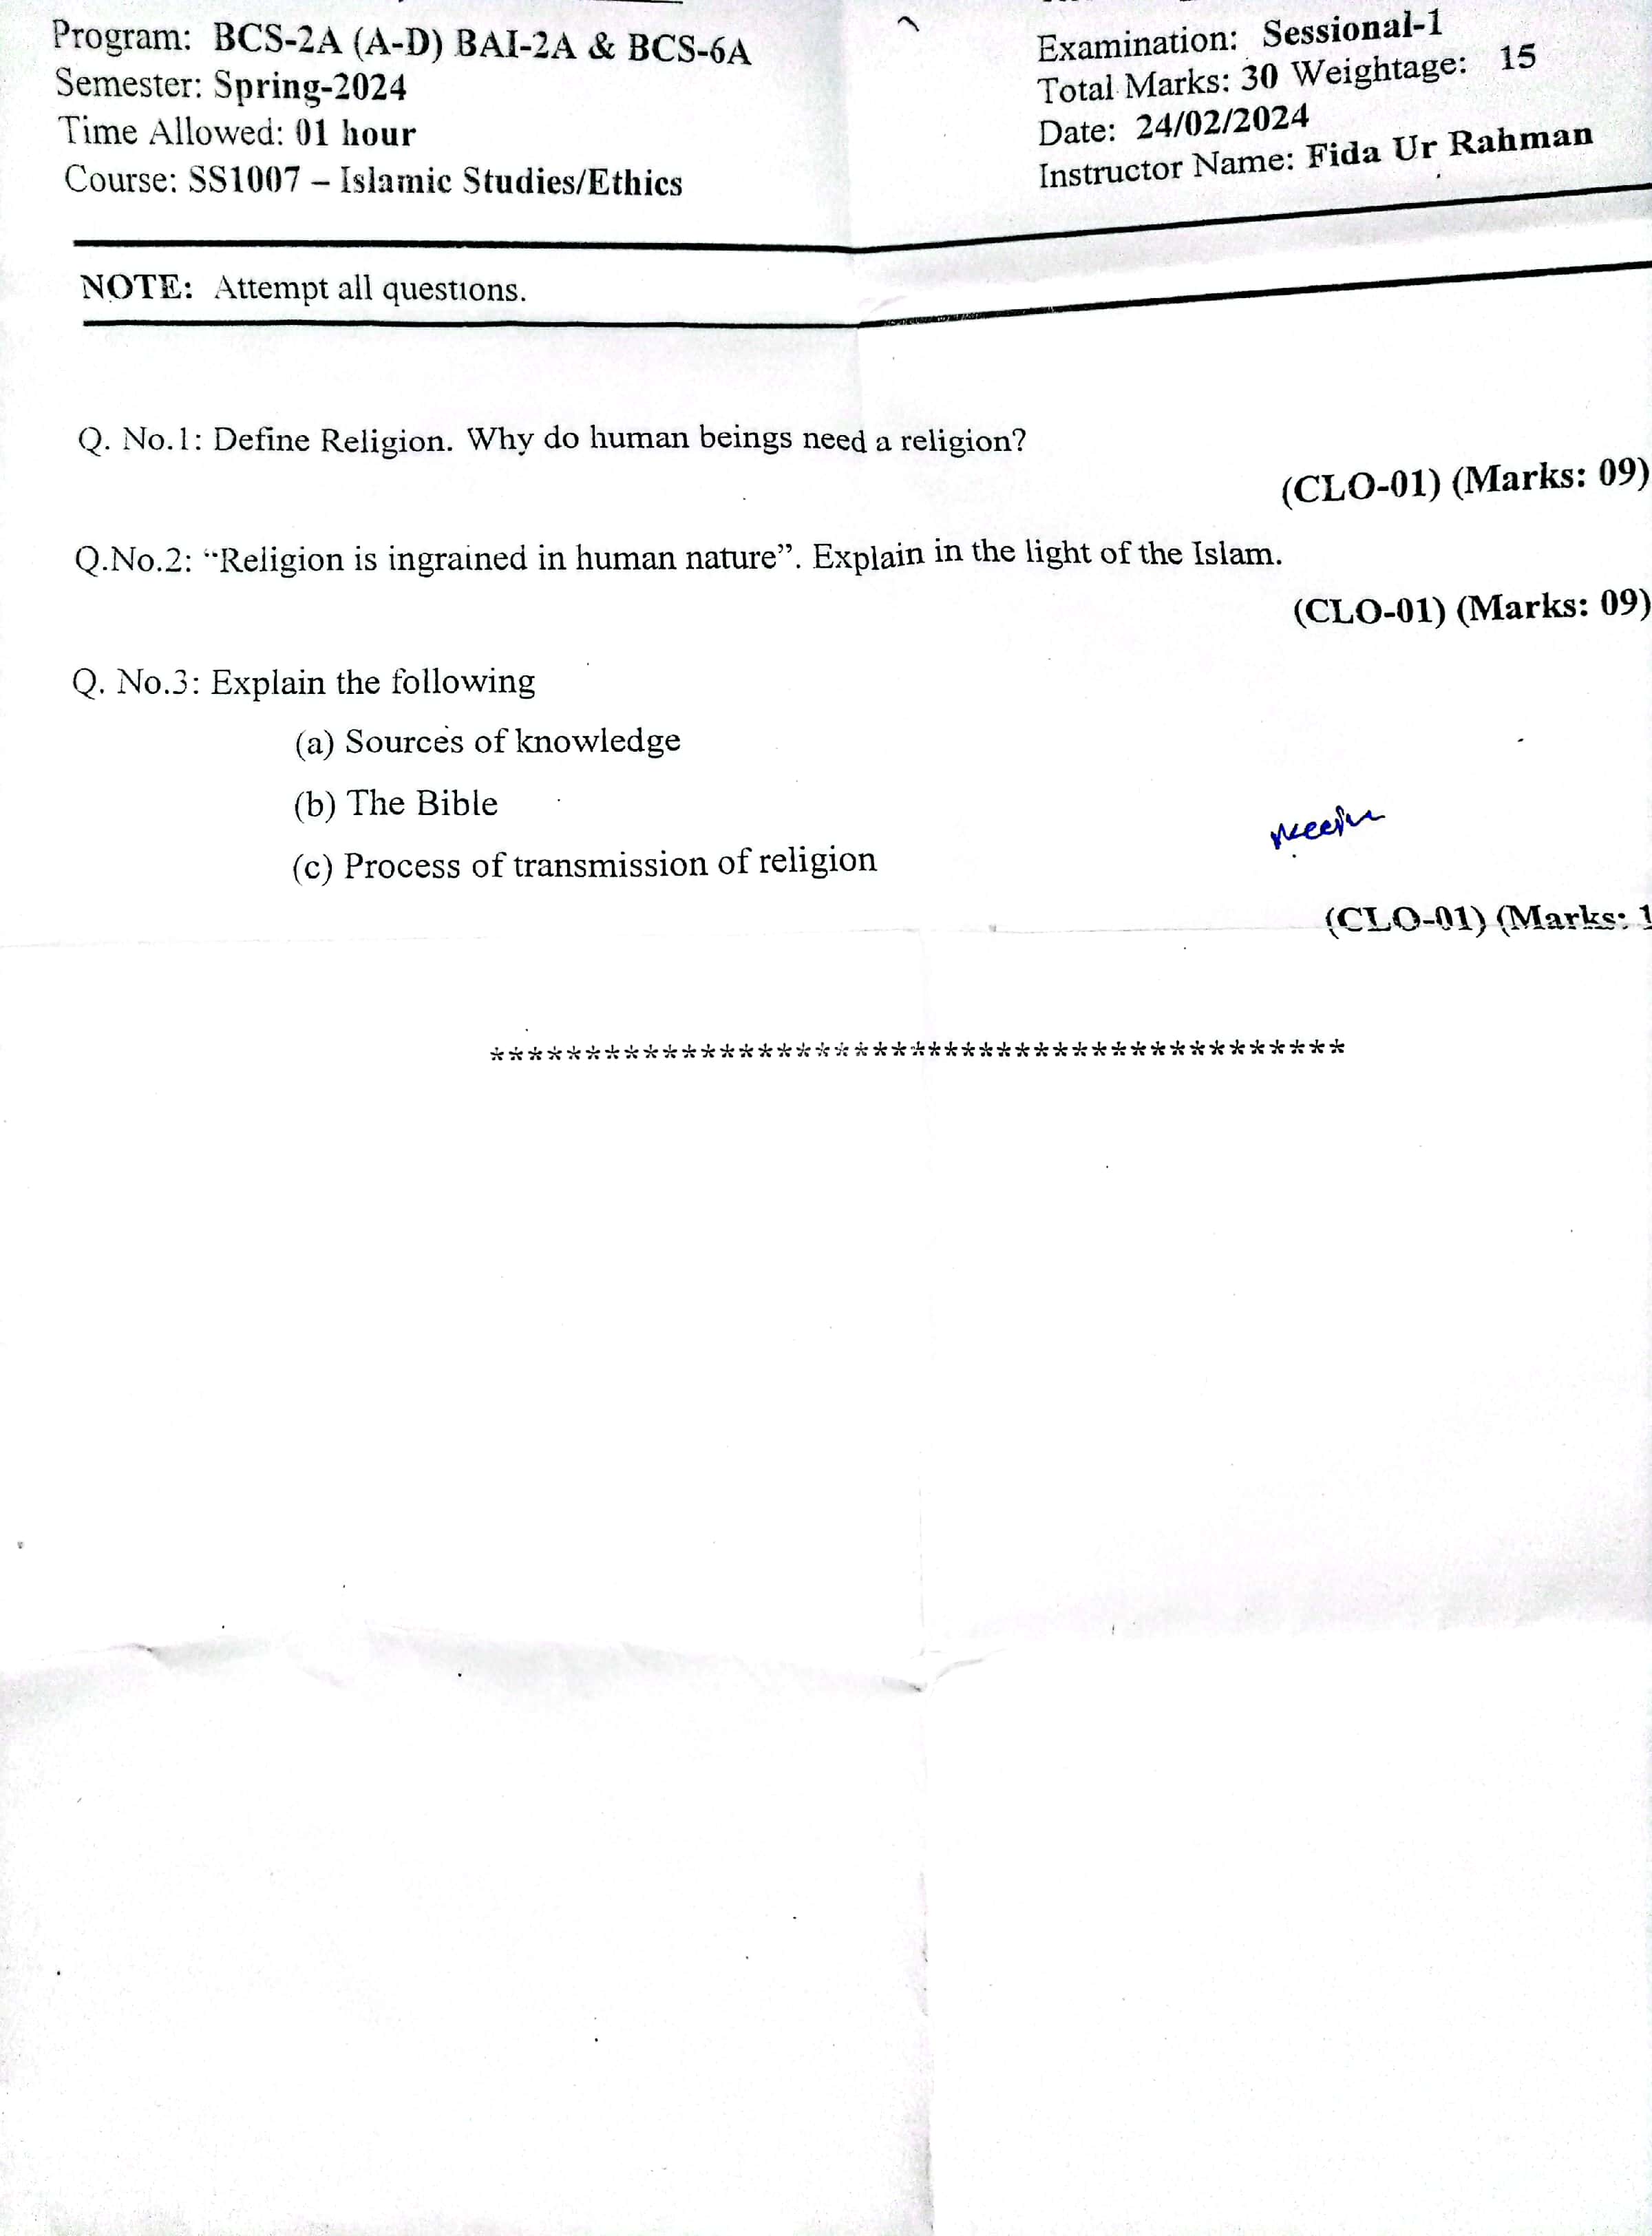 Program: BCS-2A (A-D) BAI-2A & BCS-6A
Semester: Spring-2024
Time Allowed: 01 hour
Course: SS1007 – Islamic Studies/Ethics
Examination: Sessional-1
Total Marks: 30 Weightage: 15
Date: 24/02/2024
Instructor Name: Fida Ur Rahman
NOTE: Attempt all questions.
Q. No.1: Define Religion. Why do human beings need a religion?
(CLO-01) (Marks: 09)
Q.No.2: “Religion is ingrained in human nature”. Explain in the light of the Islam.
(CLO-01) (Marks: 09)
Q. No.3: Explain the following
(a) Sources of knowledge
(b) The Bible
(c) Process of transmission of religion
(CLO-01) (Marks: 1
*********************************************